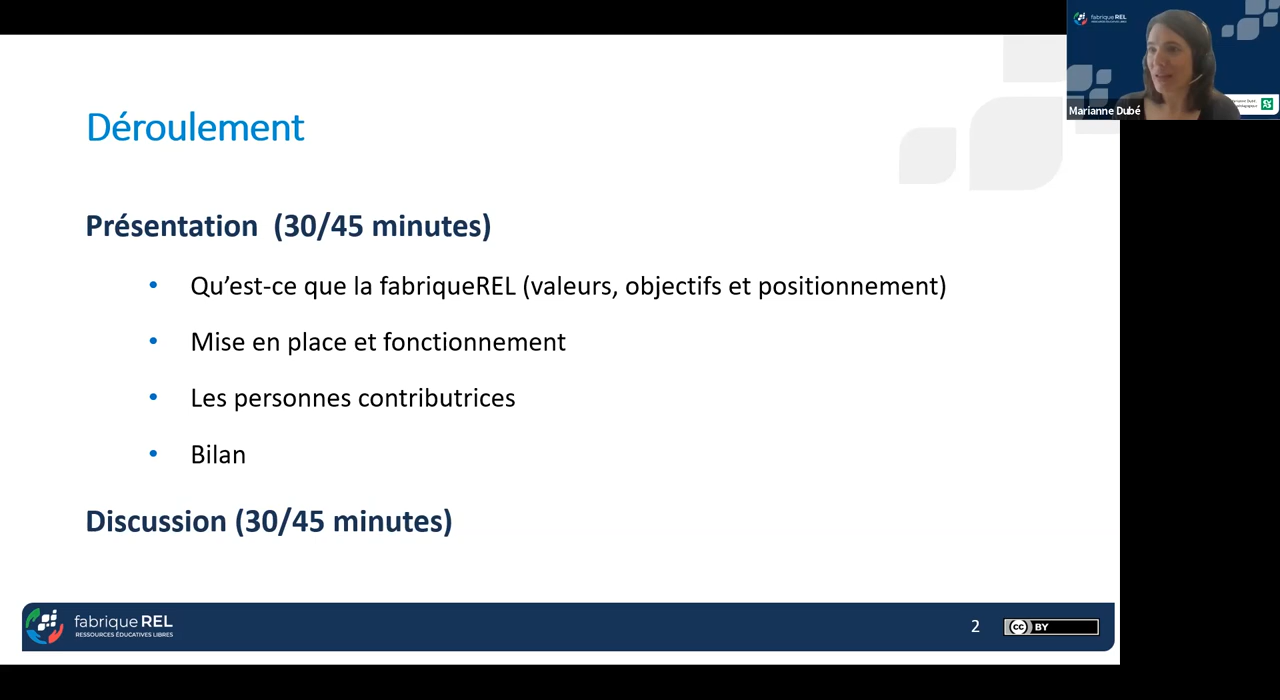 fabrique REL
Marianne Dubé
Déroulement
Présentation (30/45 minutes)
• Qu’est-ce que la fabriqueREL (valeurs, objectifs et positionnement)
• Mise en place et fonctionnement
• Les personnes contributrices
• Bilan
Discussion (30/45 minutes)
fabrique REL
RESSOURCES ÉDUCATIVES LIBRES
2
cc BY